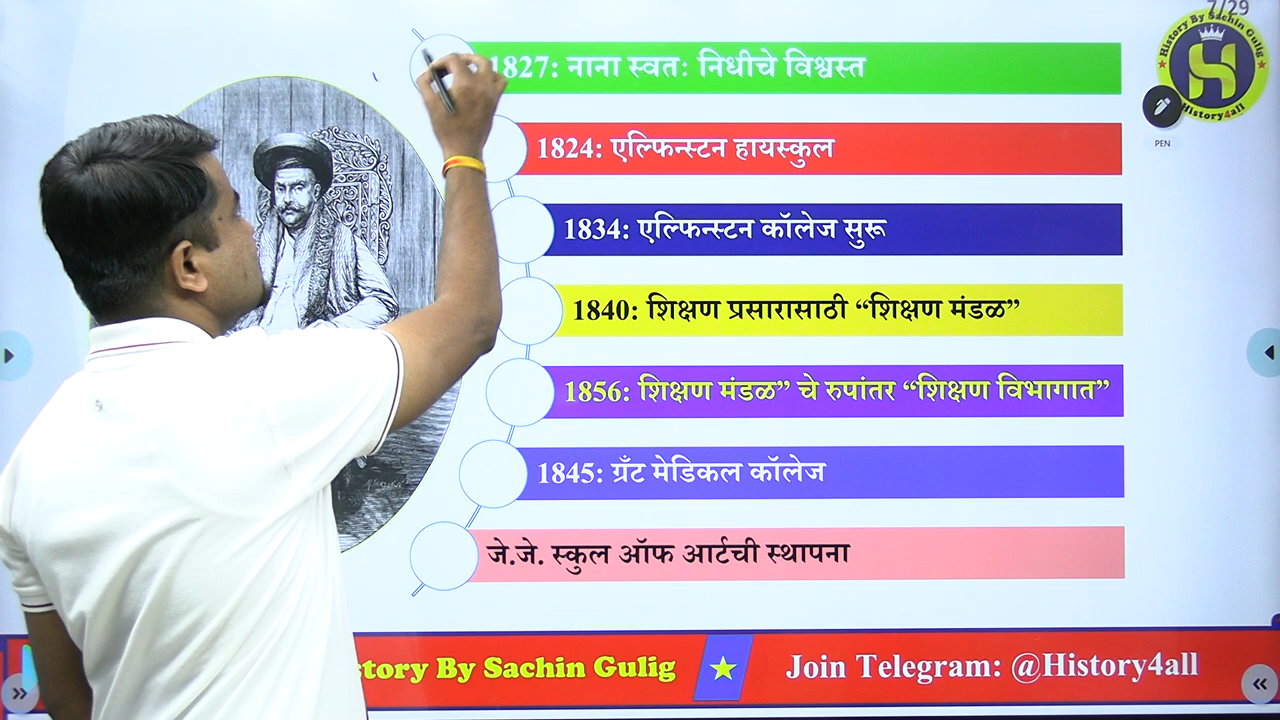 7/29
History By Sachin Gulig
History4all
PEN
1827: नाना स्वतः निधीचे विश्वस्त
1824: एल्फिन्स्टन हायस्कुल
1834: एल्फिन्स्टन कॉलेज सुरू
1840: शिक्षण प्रसारासाठी “शिक्षण मंडळ”
1856: शिक्षण मंडळ” चे रुपांतर “शिक्षण विभागात”
1845: ग्रँट मेडिकल कॉलेज
जे.जे. स्कुल ऑफ आर्टची स्थापना
story By Sachin Gulig
Join Telegram: @History4all